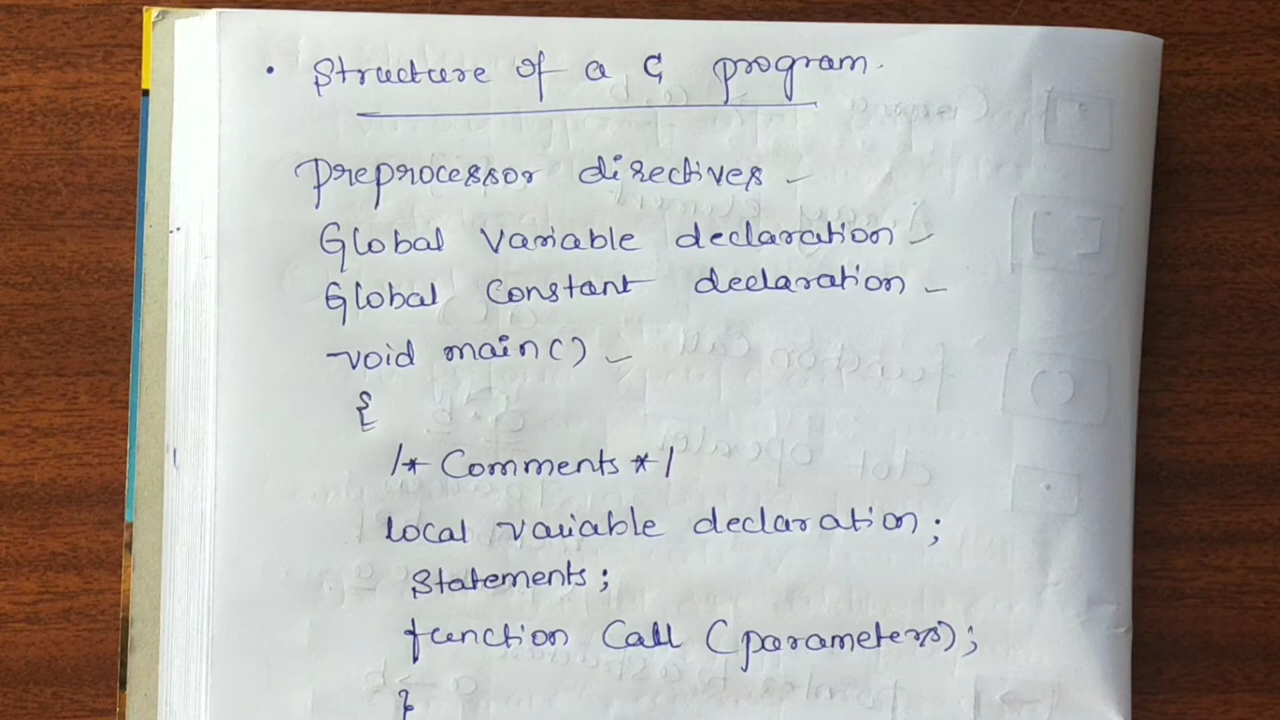 • Structure of a C program.
Preprocessor directives -
Global Variable declaration -
Global Constant declaration -
void main() -
{
/* Comments */
local variable declaration;
Statements;
function Call (parameters);
}